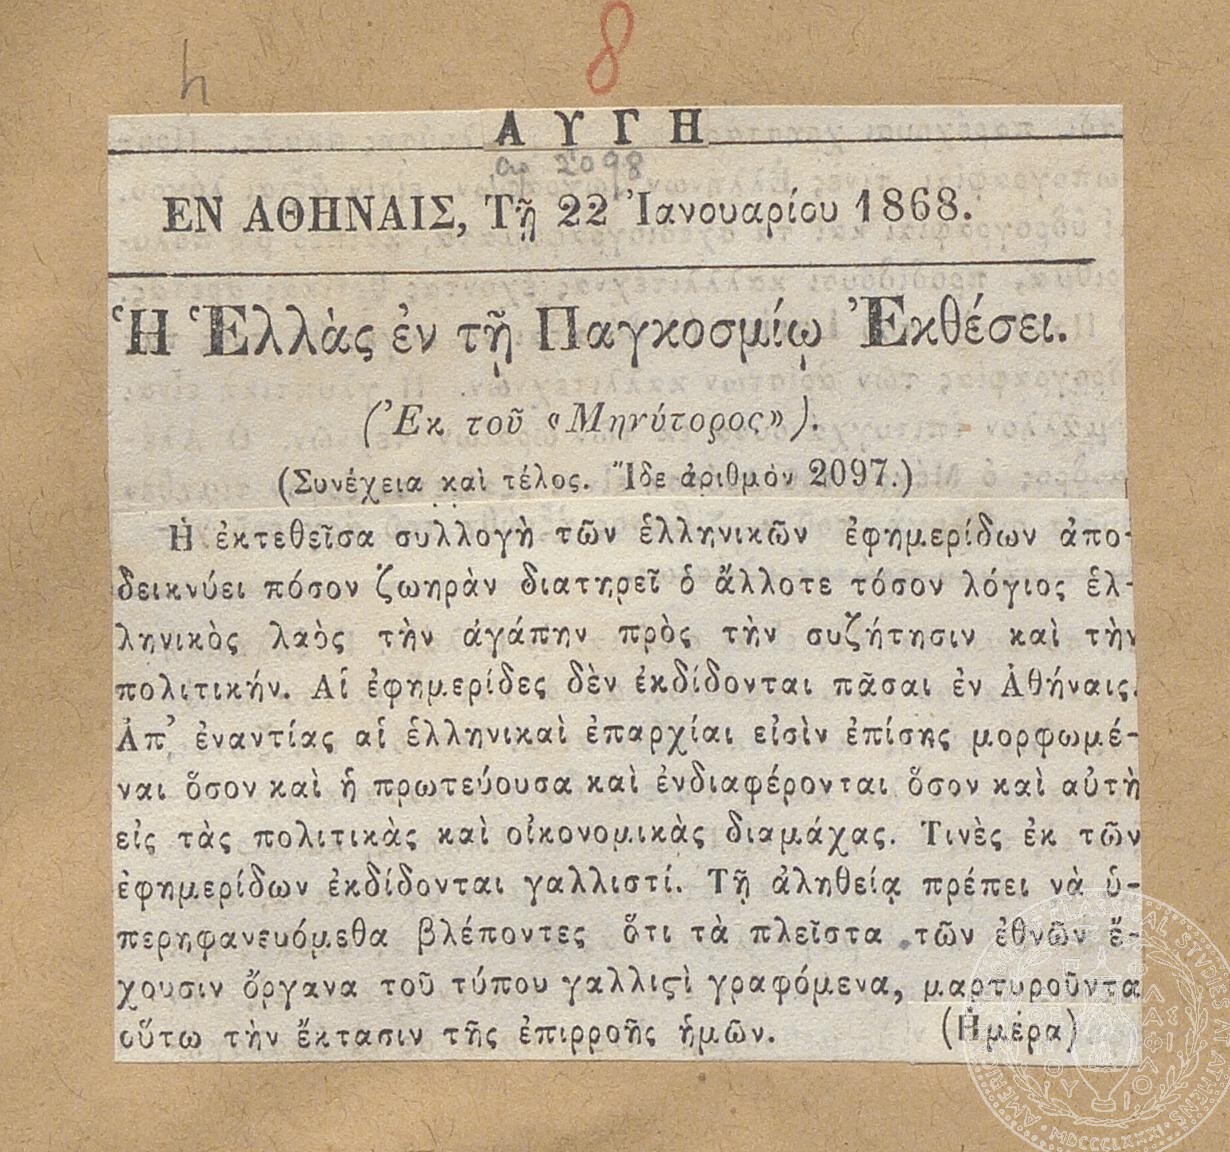 8
h
ΑΥΓΗ
αρ 2098
ΕΝ ΑΘΗΝΑΙΣ, Τῇ 22 Ἰανουαρίου 1868.
Ἡ Ἑλλὰς ἐν τῇ Παγκοσμίῳ Ἐκθέσει.
(Ἐκ τοῦ «Μηνύτορος»).
(Συνέχεια καὶ τέλος. Ἴδε ἀριθμὸν 2097.)
Ἡ ἐκτεθεῖσα συλλογὴ τῶν ἑλληνικῶν ἐφημερίδων ἀπο-
δεικνύει πόσον ζωηρὰν διατηρεῖ ὁ ἄλλοτε τόσον λόγιος ἑλ-
ληνικὸς λαὸς τὴν ἀγάπην πρὸς τὴν συζήτησιν καὶ τὴν
πολιτικήν. Αἱ ἐφημερίδες δὲν ἐκδίδονται πᾶσαι ἐν Ἀθήναις.
Ἀπ’ ἐναντίας αἱ ἑλληνικαὶ ἐπαρχίαι εἰσὶν ἐπίσης μορφωμέ-
ναι ὅσον καὶ ἡ πρωτεύουσα καὶ ἐνδιαφέρονται ὅσον καὶ αὐτὴ
εἰς τὰς πολιτικὰς καὶ οἰκονομικὰς διαμάχας. Τινὲς ἐκ τῶν
ἐφημερίδων ἐκδίδονται γαλλιστί. Τῇ ἀληθείᾳ πρέπει νὰ ὑ-
περηφανευόμεθα βλέποντες ὅτι τὰ πλεῖστα τῶν ἐθνῶν ἔ-
χουσιν ὄργανα τοῦ τύπου γαλλιϛὶ γραφόμενα, μαρτυροῦντα
οὕτω τὴν ἔκτασιν τῆς ἐπιρροῆς ἡμῶν. (Ἡμέρα)